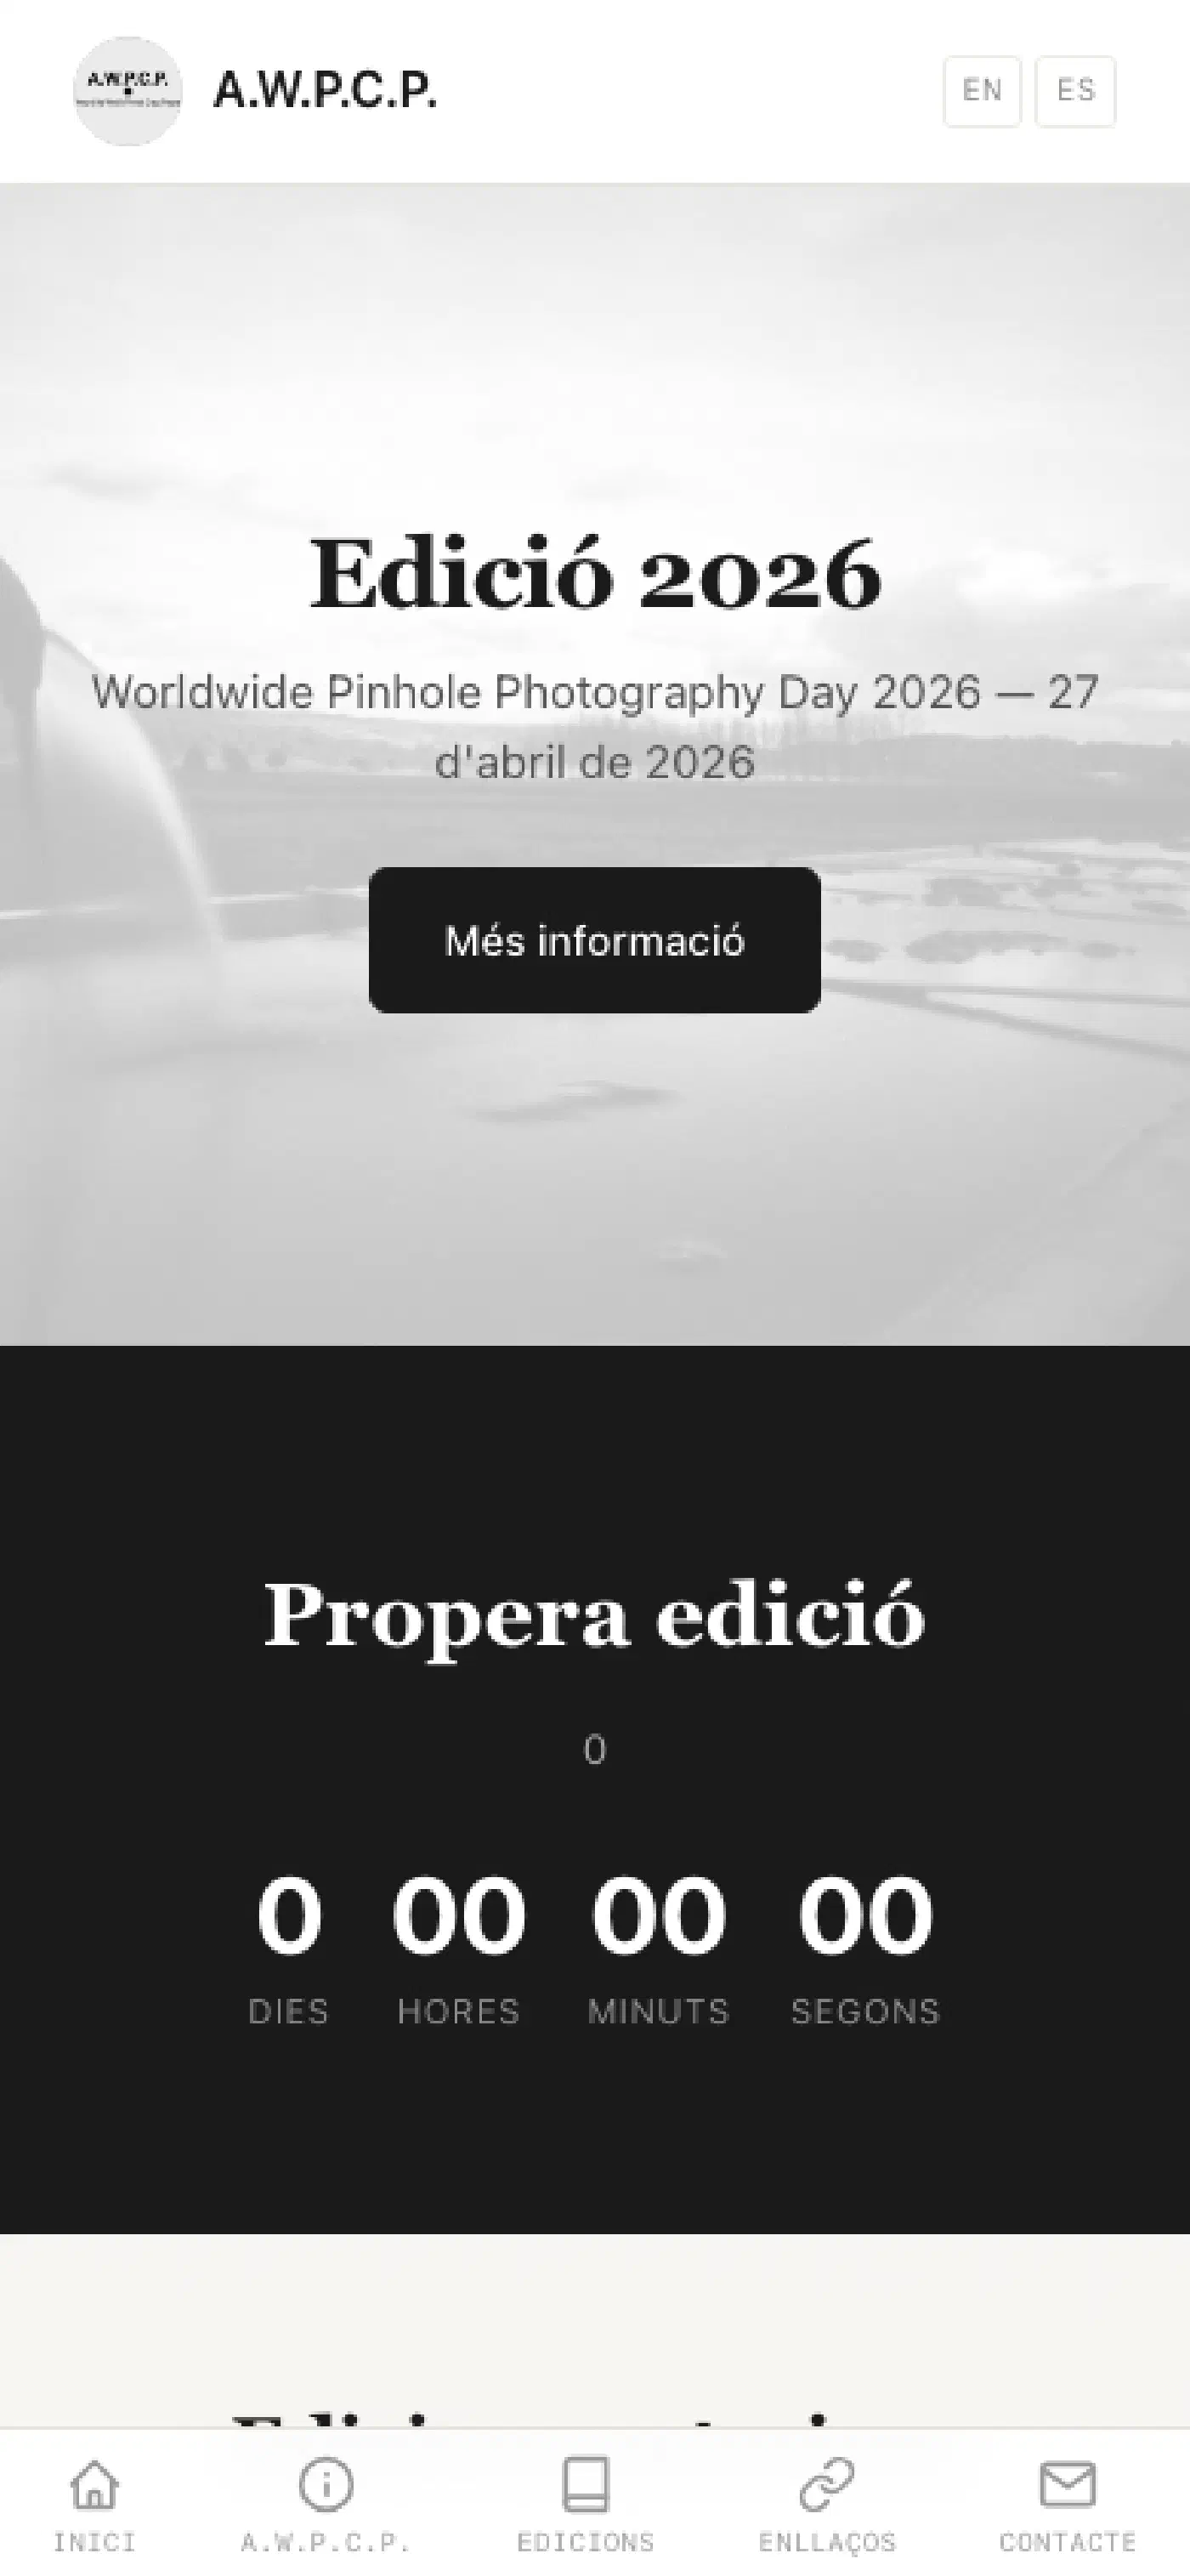 A.W.P.C.P.
A.W.P.C.P.
EN ES
Edició 2026
Worldwide Pinhole Photography Day 2026 — 27
d'abril de 2026
Més informació
Propera edició
0
0 00 00 00
DIES HORES MINUTS SEGONS
INICI A.W.P.C.P. EDICIONS ENLLAÇOS CONTACTE